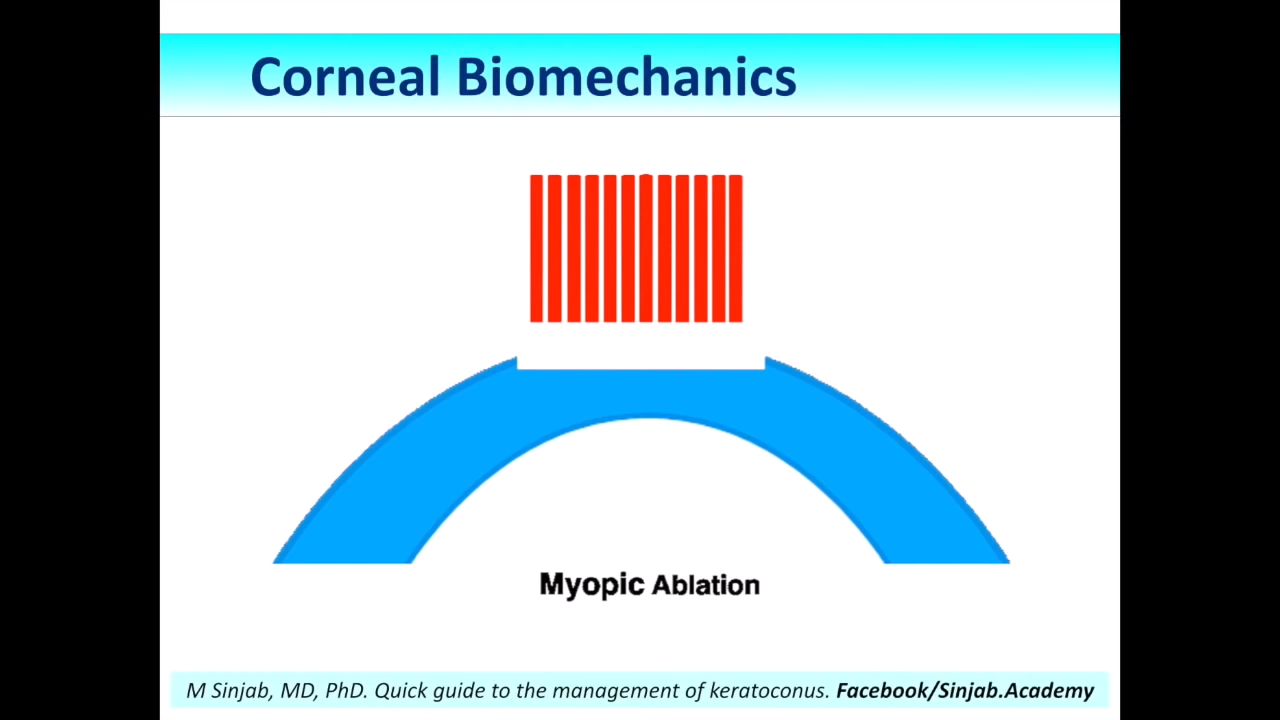 Corneal Biomechanics
Myopic Ablation
M Sinjab, MD, PhD. Quick guide to the management of keratoconus. Facebook/Sinjab.Academy